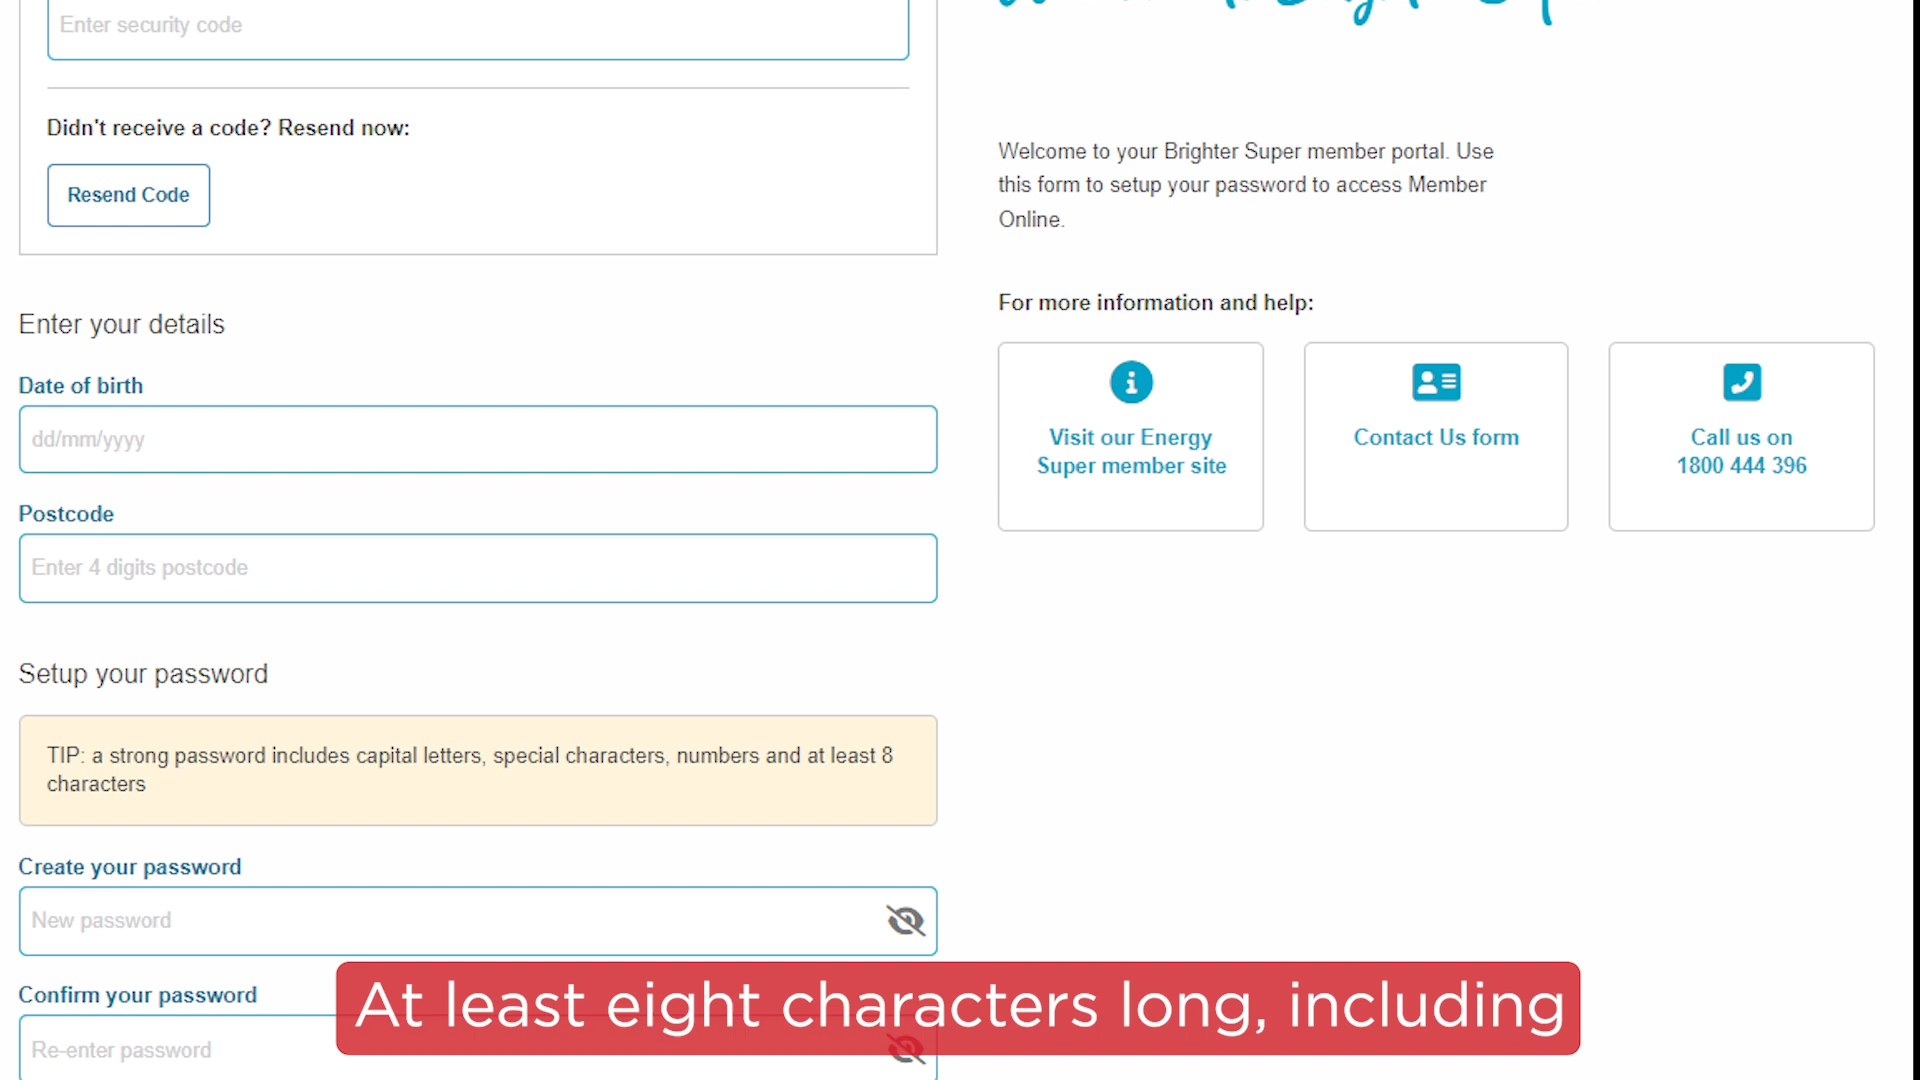 Enter security code
Didn't receive a code? Resend now:
Resend Code
Enter your details
Date of birth
dd/mm/yyyy
Postcode
Enter 4 digits postcode
Setup your password
TIP: a strong password includes capital letters, special characters, numbers and at least 8
characters
Create your password
New password
Confirm your password
Re-enter password
Welcome to your Brighter Super member portal. Use
this form to setup your password to access Member
Online.
For more information and help:
Visit our Energy
Super member site
Contact Us form
Call us on
1800 444 396
At least eight characters long, including